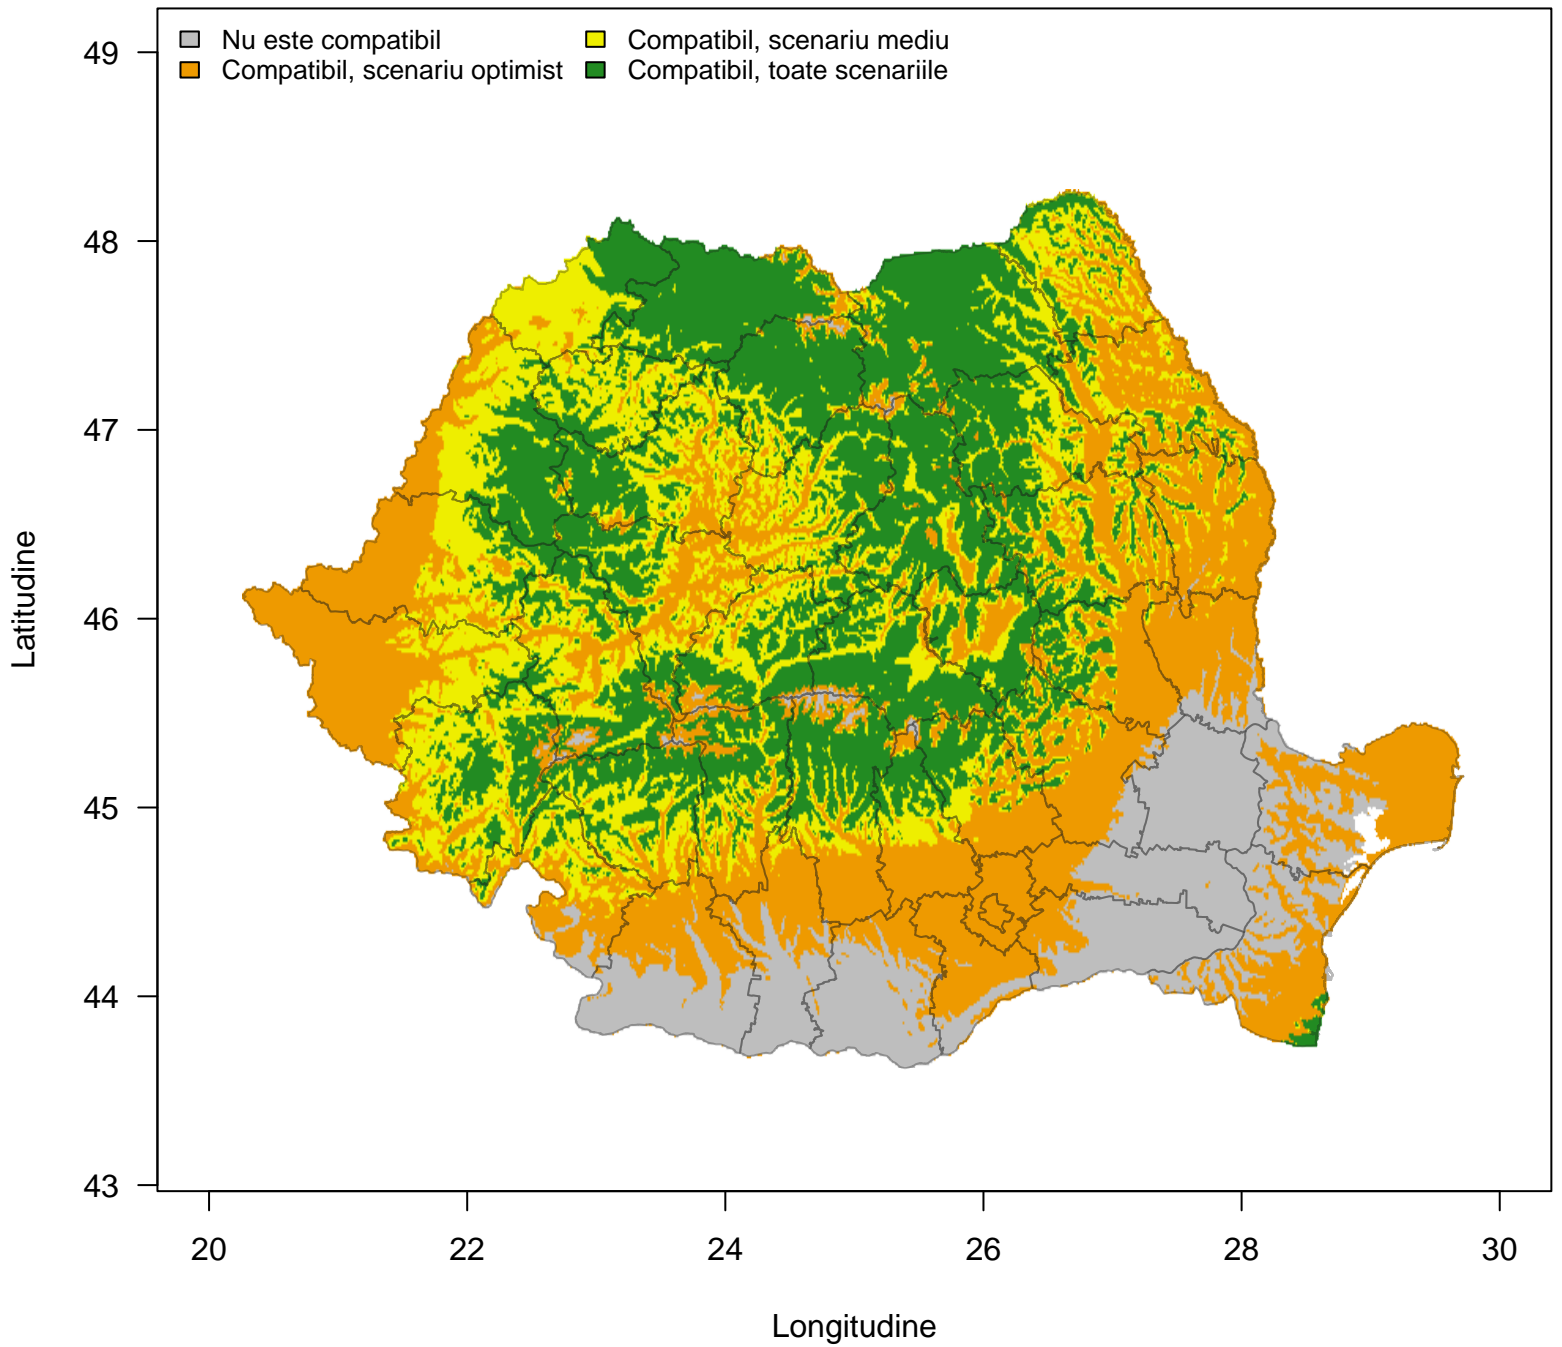 Nu este compatibil
Compatibil, scenariu optimist
Compatibil, scenariu mediu
Compatibil, toate scenariile
Latitudine
49
48
47
46
45
44
43
20 22 24 26 28 30
Longitudine